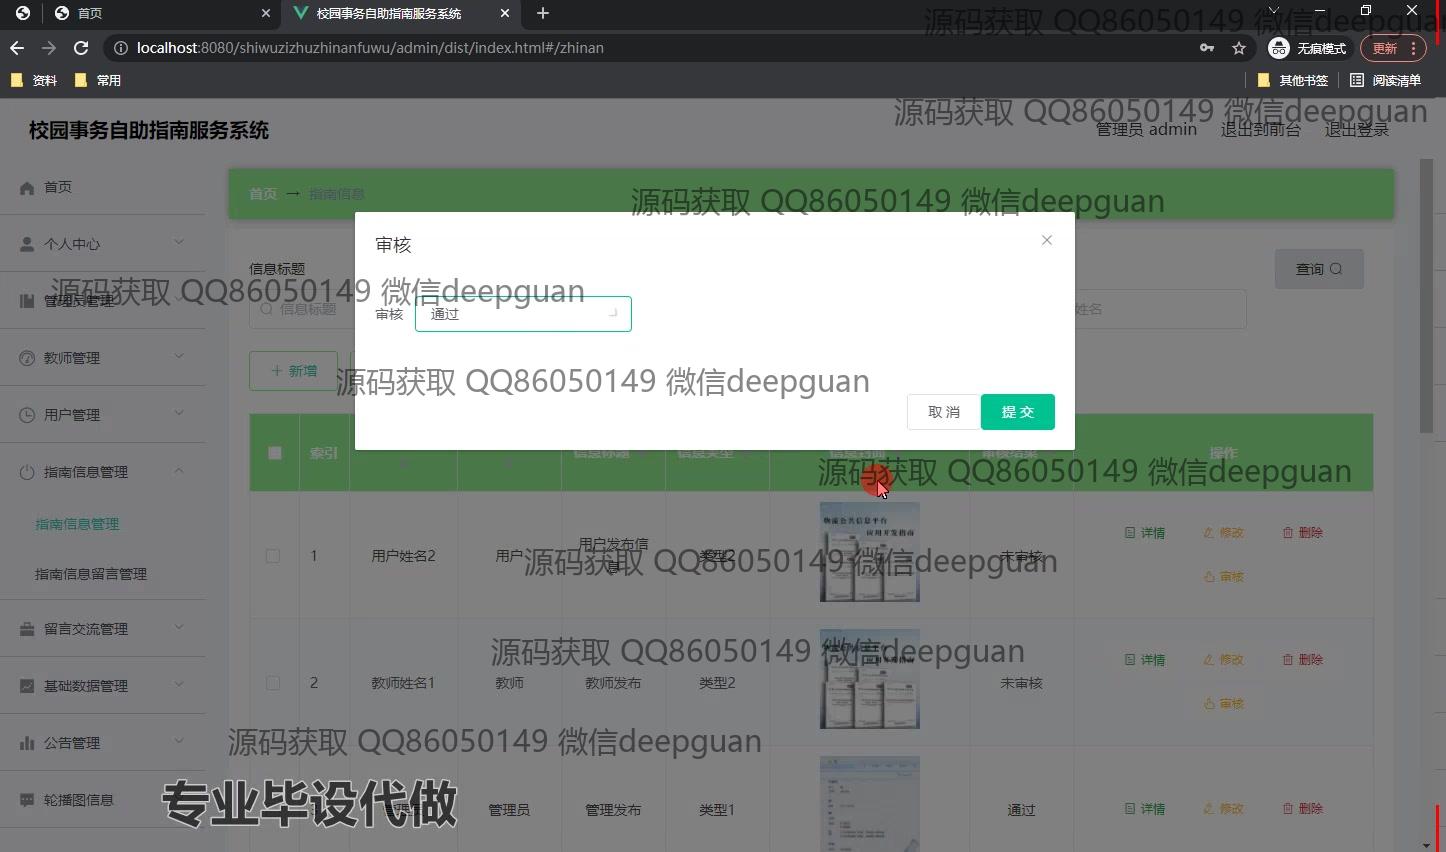 首页
校园事务自助指南服务系统
源码获取 QQ86050149 微信deepguan
localhost:8080/shiwuzizhuzhinanfuwu/admin/dist/index.html#/zhinan
无痕模式
更新
资料
常用
其他书签
阅读清单
源码获取 QQ86050149 微信deepguan
校园事务自助指南服务系统
管理员 admin
退出到前台
退出登录
首页
首页 → 指南信息
源码获取 QQ86050149 微信deepguan
个人中心
审核
信息标题
查询
源码获取 QQ86050149 微信deepguan
管理员管理
信息标题
审核
通过
姓名
教师管理
新增
源码获取 QQ86050149 微信deepguan
取消
提交
用户管理
索引
信息标题
信息类型
信息封面
审核结果
操作
指南信息管理
源码获取 QQ86050149 微信deepguan
指南信息管理
指南信息留言管理
1
用户姓名2
用户
用户发布信
息
类型2
物流公共信息平台
应用开发指南
未审核
详情
修改
删除
审核
源码获取 QQ86050149 微信deepguan
留言交流管理
源码获取 QQ86050149 微信deepguan
基础数据管理
2
教师姓名1
教师
教师发布
类型2
未审核
详情
修改
删除
审核
公告管理
源码获取 QQ86050149 微信deepguan
轮播图信息
专业毕设代做
管理员
管理发布
类型1
通过
详情
修改
删除